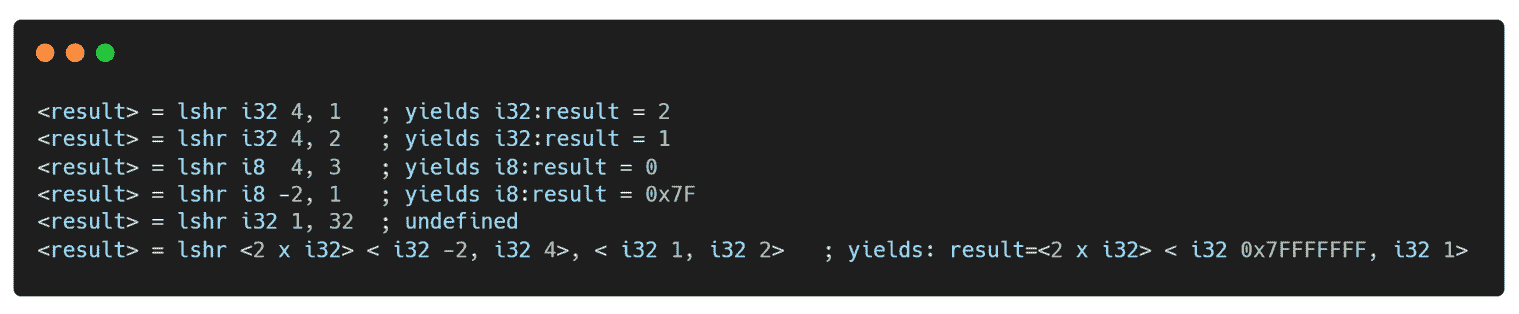 <result> = lshr i32 4, 1   ; yields i32:result = 2
<result> = lshr i32 4, 2   ; yields i32:result = 1
<result> = lshr i8  4, 3   ; yields i8:result = 0
<result> = lshr i8 -2, 1   ; yields i8:result = 0x7F
<result> = lshr i32 1, 32  ; undefined
<result> = lshr <2 x i32> < i32 -2, i32 4>, < i32 1, i32 2>   ; yields: result=<2 x i32> < i32 0x7FFFFFFF, i32 1>